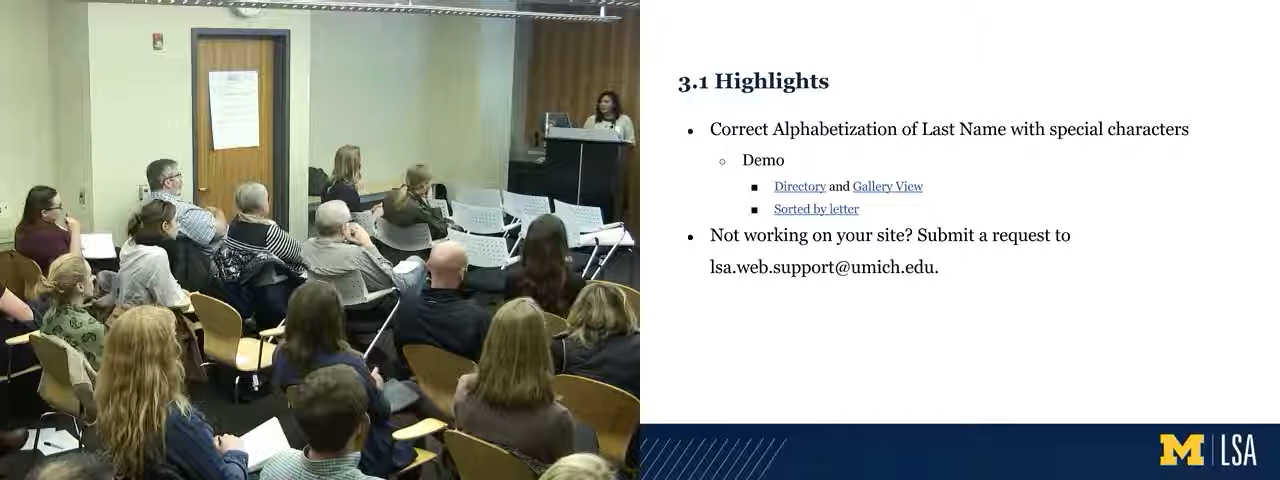 3.1 Highlights
● Correct Alphabetization of Last Name with special characters
○ Demo
■ Directory and Gallery View
■ Sorted by letter
● Not working on your site? Submit a request to
lsa.web.support@umich.edu.
M | LSA